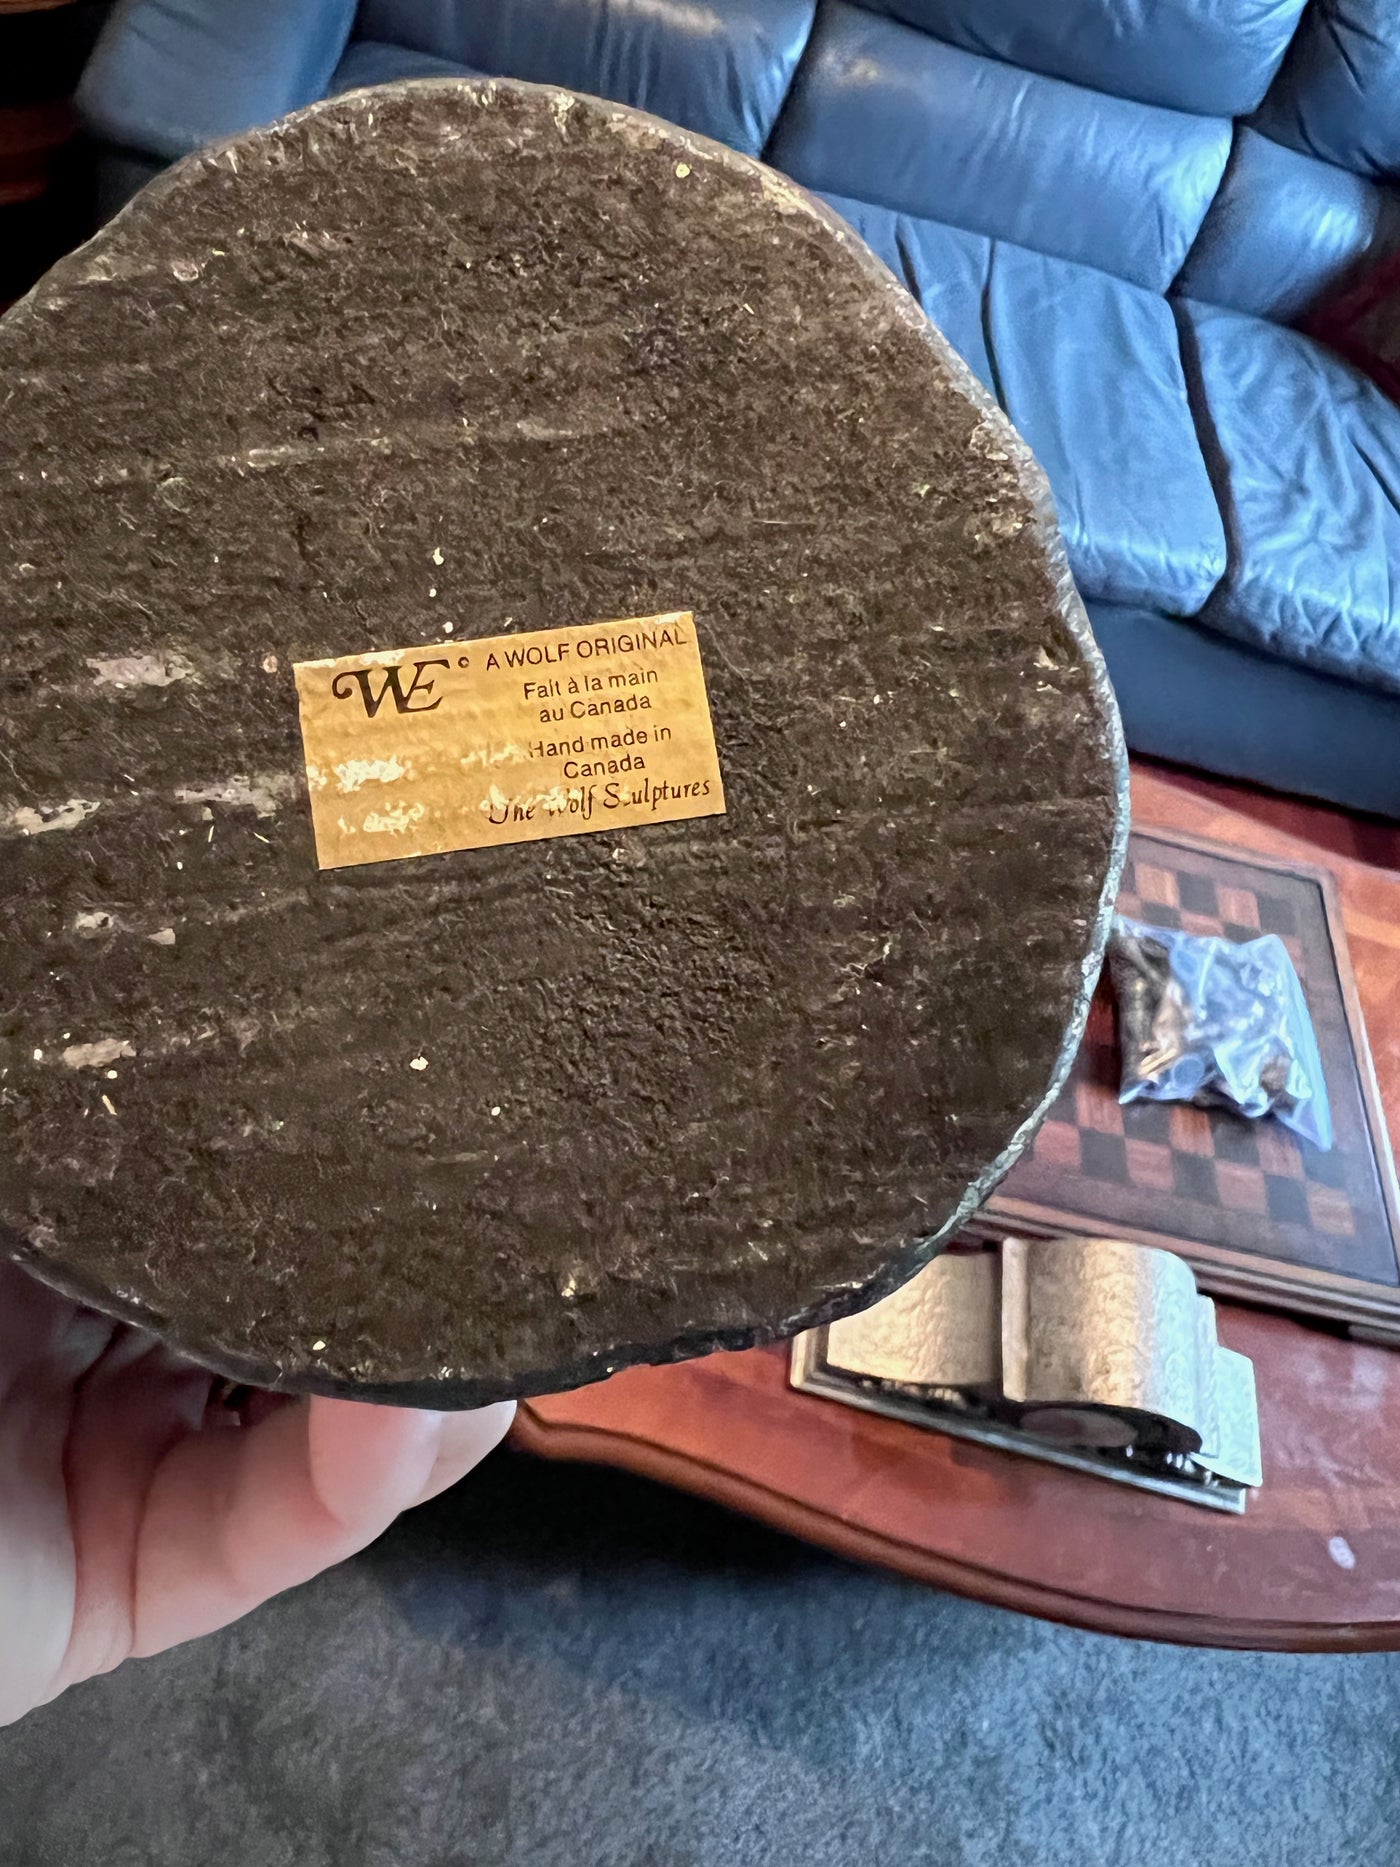 WE® A WOLF ORIGINAL
Fait à la main
au Canada
Hand made in
Canada
The Wolf Sculptures